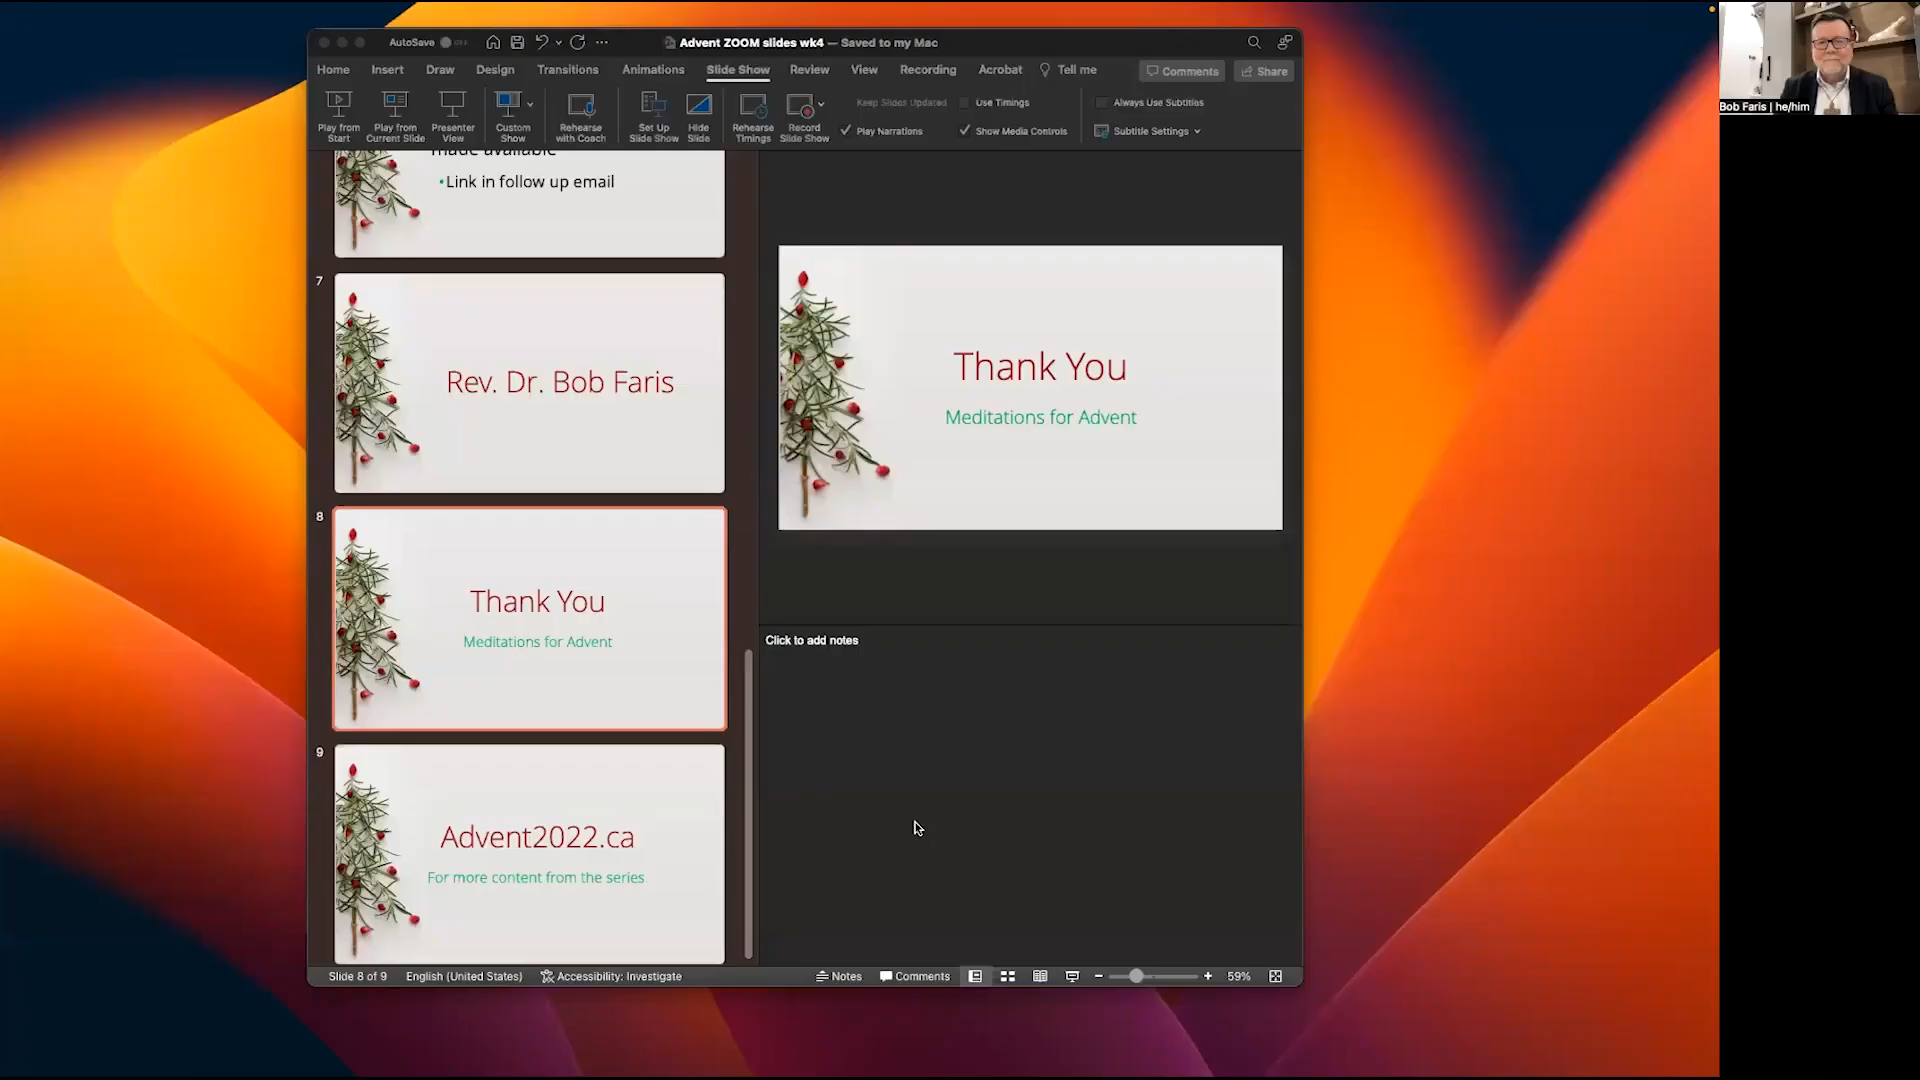 AutoSave OFF
Advent ZOOM slides wk4 — Saved to my Mac
Home Insert Draw Design Transitions Animations Slide Show Review View Recording Acrobat Tell me
Comments Share
Play from Start
Play from Current Slide
Presenter View
Custom Show
Rehearse with Coach
Set Up Slide Show
Hide Slide
Rehearse Timings
Record Slide Show
Keep Slides Updated
Use Timings
Play Narrations
Show Media Controls
Always Use Subtitles
Subtitle Settings
Bob Faris | he/him
made available
•Link in follow up email
7
Rev. Dr. Bob Faris
8
Thank You
Meditations for Advent
9
Advent2022.ca
For more content from the series
Thank You
Meditations for Advent
Click to add notes
Slide 8 of 9 English (United States) Accessibility: Investigate Notes Comments 59%